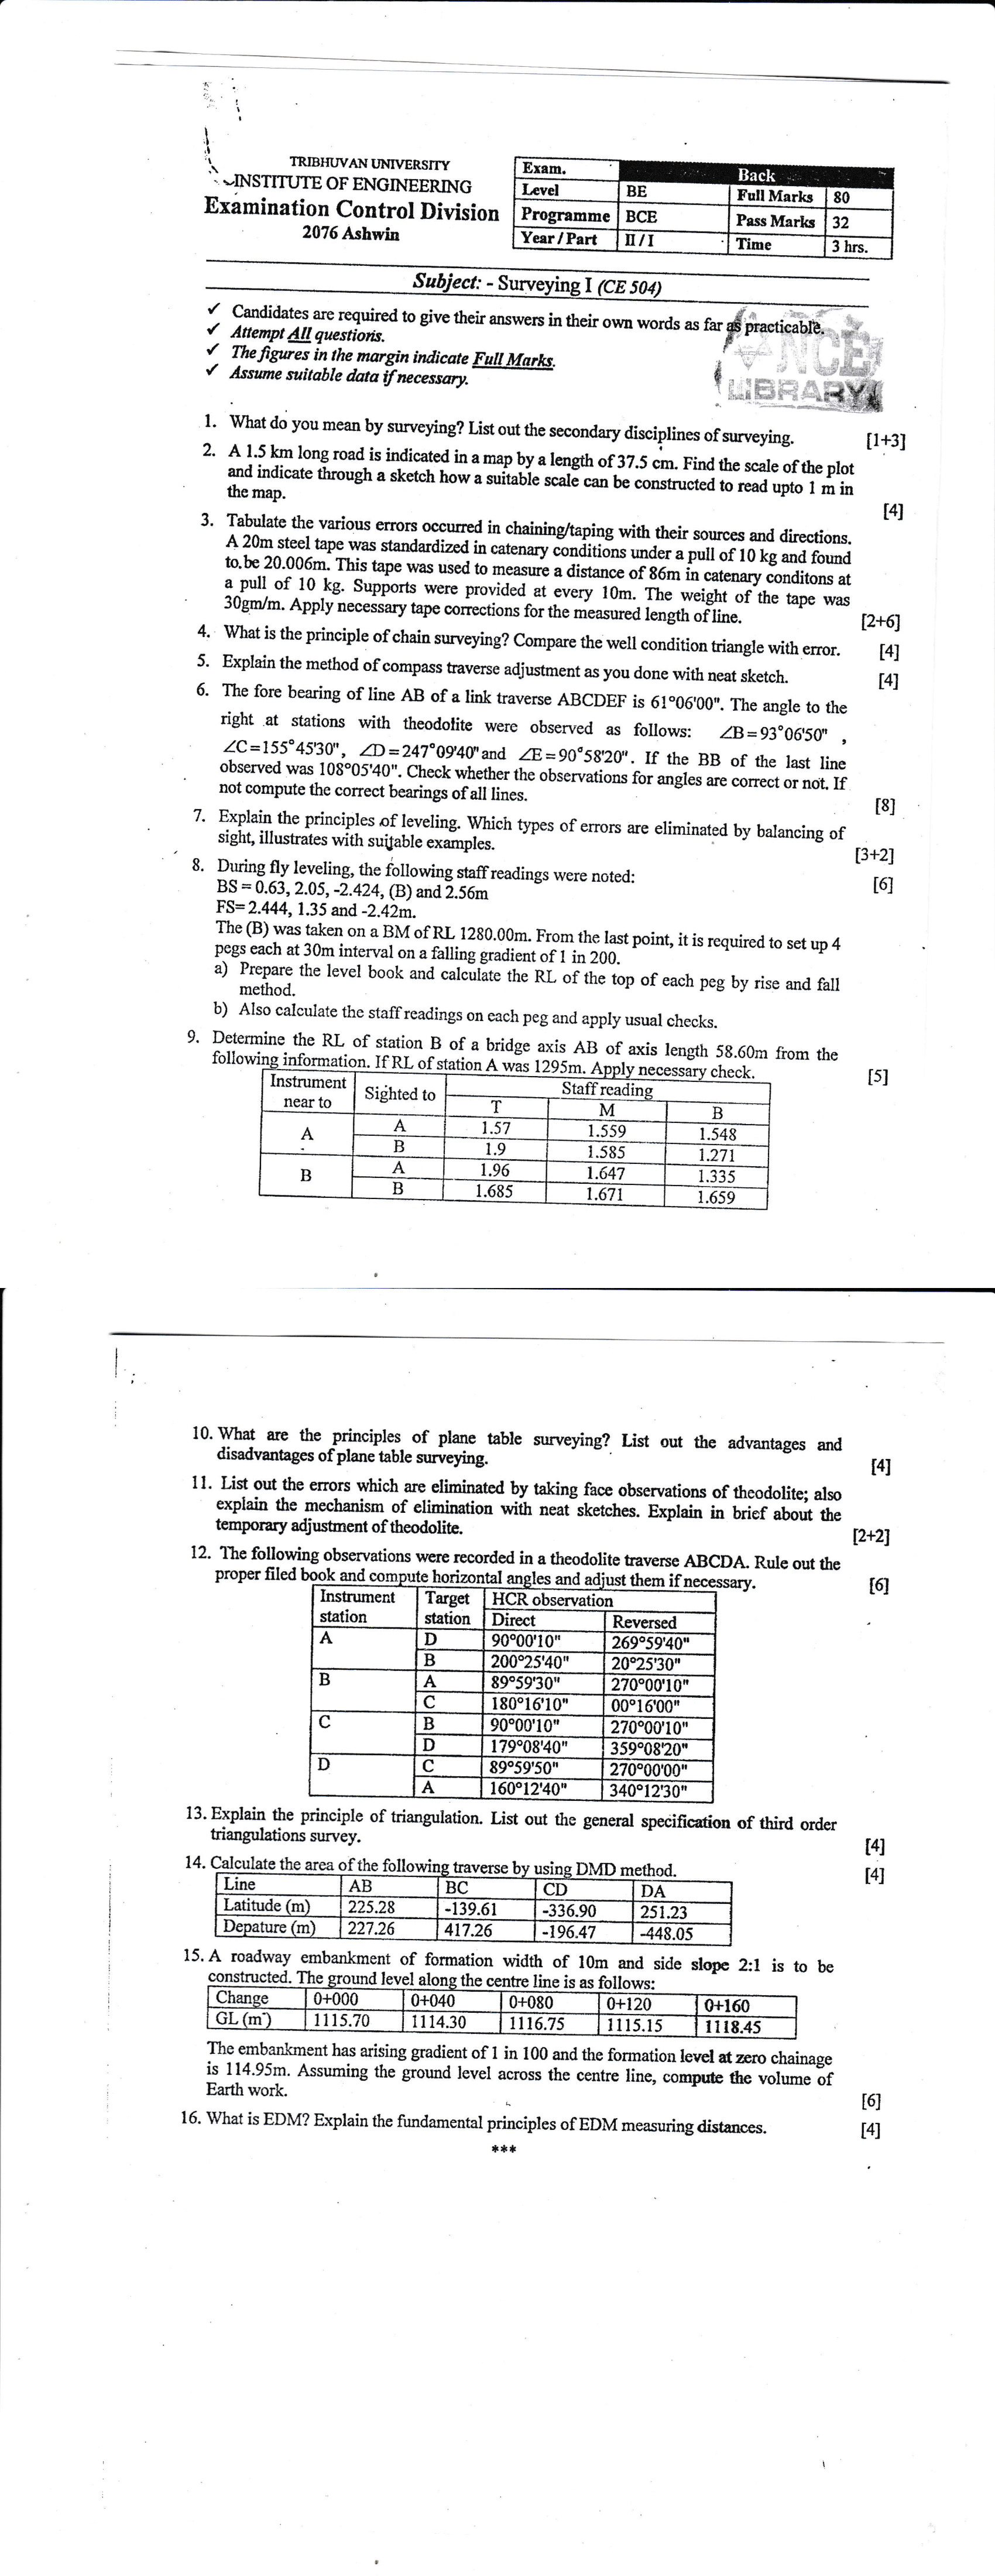 TRIBHUVAN UNIVERSITY
INSTITUTE OF ENGINEERING
Examination Control Division
2076 Ashwin
Exam. Back
Level BE Full Marks 80
Programme BCE Pass Marks 32
Year / Part II / I Time 3 hrs.
Subject: - Surveying I (CE 504)
✓ Candidates are required to give their answers in their own words as far as practicable.
✓ Attempt All questions.
✓ The figures in the margin indicate Full Marks.
✓ Assume suitable data if necessary.
NCE
LIBRARY
1. What do you mean by surveying? List out the secondary disciplines of surveying. [1+3]
2. A 1.5 km long road is indicated in a map by a length of 37.5 cm. Find the scale of the plot
and indicate through a sketch how a suitable scale can be constructed to read upto 1 m in
the map. [4]
3. Tabulate the various errors occurred in chaining/taping with their sources and directions.
A 20m steel tape was standardized in catenary conditions under a pull of 10 kg and found
to be 20.006m. This tape was used to measure a distance of 86m in catenary conditons at
a pull of 10 kg. Supports were provided at every 10m. The weight of the tape was
30gm/m. Apply necessary tape corrections for the measured length of line. [2+6]
4. What is the principle of chain surveying? Compare the well condition triangle with error. [4]
5. Explain the method of compass traverse adjustment as you done with neat sketch. [4]
6. The fore bearing of line AB of a link traverse ABCDEF is 61°06'00". The angle to the
right at stations with theodolite were observed as follows: ∠B=93°06'50" ,
∠C=155°45'30", ∠D=247°09'40" and ∠E=90°58'20". If the BB of the last line
observed was 108°05'40". Check whether the observations for angles are correct or not. If
not compute the correct bearings of all lines. [8]
7. Explain the principles of leveling. Which types of errors are eliminated by balancing of
sight, illustrates with suitable examples. [3+2]
8. During fly leveling, the following staff readings were noted: [6]
BS = 0.63, 2.05, -2.424, (B) and 2.56m
FS= 2.444, 1.35 and -2.42m.
The (B) was taken on a BM of RL 1280.00m. From the last point, it is required to set up 4
pegs each at 30m interval on a falling gradient of 1 in 200.
a) Prepare the level book and calculate the RL of the top of each peg by rise and fall
method.
b) Also calculate the staff readings on each peg and apply usual checks.
9. Determine the RL of station B of a bridge axis AB of axis length 58.60m from the
following information. If RL of station A was 1295m. Apply necessary check. [5]
Instrument near to Sighted to Staff reading
T M B
A A 1.57 1.559 1.548
B 1.9 1.585 1.271
B A 1.96 1.647 1.335
B 1.685 1.671 1.659
10. What are the principles of plane table surveying? List out the advantages and
disadvantages of plane table surveying. [4]
11. List out the errors which are eliminated by taking face observations of theodolite; also
explain the mechanism of elimination with neat sketches. Explain in brief about the
temporary adjustment of theodolite. [2+2]
12. The following observations were recorded in a theodolite traverse ABCDA. Rule out the
proper filed book and compute horizontal angles and adjust them if necessary. [6]
Instrument station Target station HCR observation
Direct Reversed
A D 90°00'10" 269°59'40"
B 200°25'40" 20°25'30"
B A 89°59'30" 270°00'10"
C 180°16'10" 00°16'00"
C B 90°00'10" 270°00'10"
D 179°08'40" 359°08'20"
D C 89°59'50" 270°00'00"
A 160°12'40" 340°12'30"
13. Explain the principle of triangulation. List out the general specification of third order
triangulations survey. [4]
14. Calculate the area of the following traverse by using DMD method. [4]
Line AB BC CD DA
Latitude (m) 225.28 -139.61 -336.90 251.23
Depature (m) 227.26 417.26 -196.47 -448.05
15. A roadway embankment of formation width of 10m and side slope 2:1 is to be
constructed. The ground level along the centre line is as follows:
Change 0+000 0+040 0+080 0+120 0+160
GL (m) 1115.70 1114.30 1116.75 1115.15 1118.45
The embankment has arising gradient of 1 in 100 and the formation level at zero chainage
is 114.95m. Assuming the ground level across the centre line, compute the volume of
Earth work. [6]
16. What is EDM? Explain the fundamental principles of EDM measuring distances. [4]
***